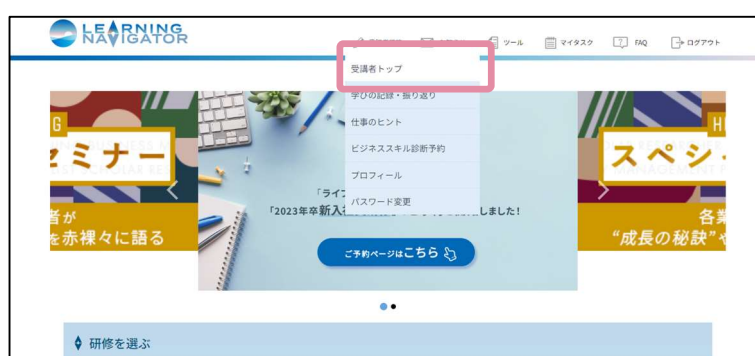 LEARNING
NAVIGATOR
ツール
マイタスク
FAQ
ログアウト
受講者トップ
学びの記録・振り返り
仕事のヒント
ビジネススキル診断予約
プロフィール
パスワード変更
セミナー
者が
を赤裸々に語る
「ライフ
「2023年卒新入社
しました!
ご予約ページはこちら
スペシ
各業
“成長の秘訣”や
研修を選ぶ